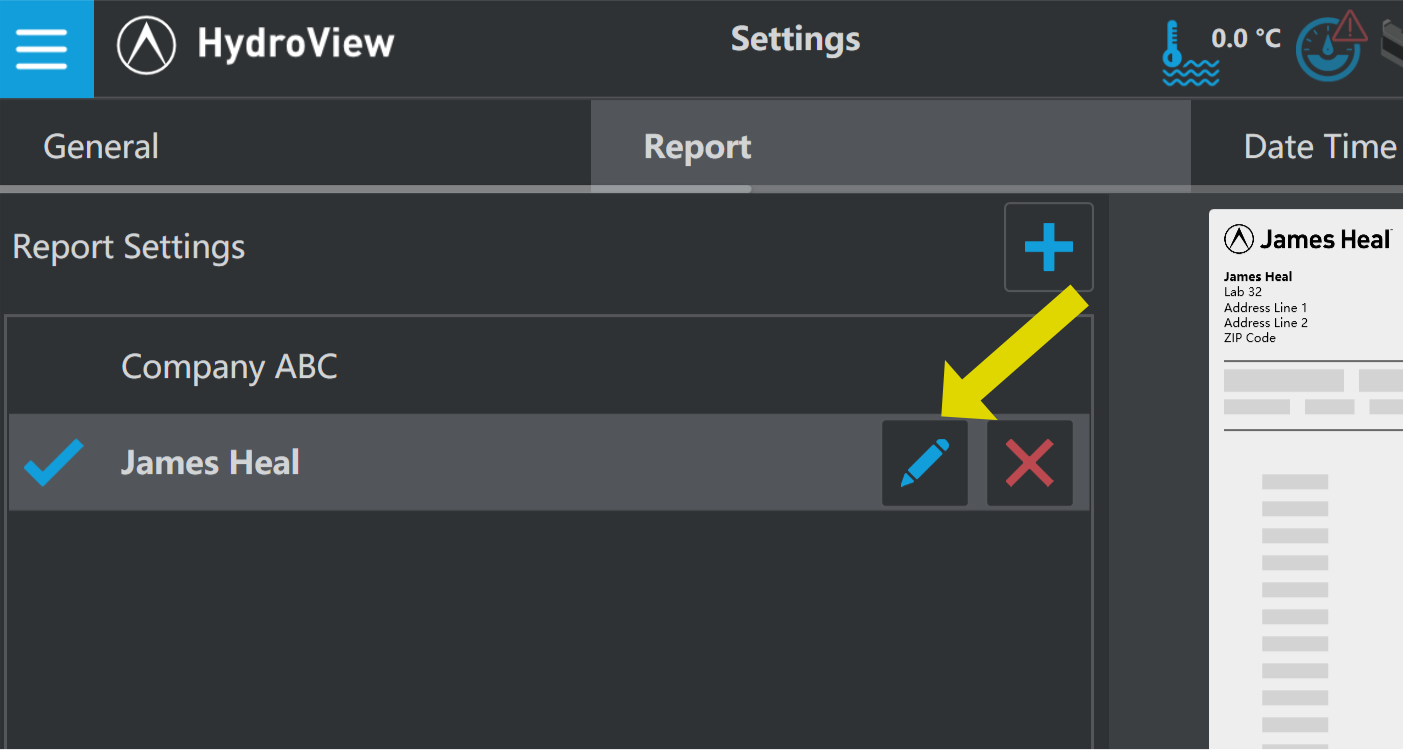 HydroView
Settings
0.0 °C
General
Report
Date Time
Report Settings
Company ABC
James Heal
James Heal
James Heal
Lab 32
Address Line 1
Address Line 2
ZIP Code